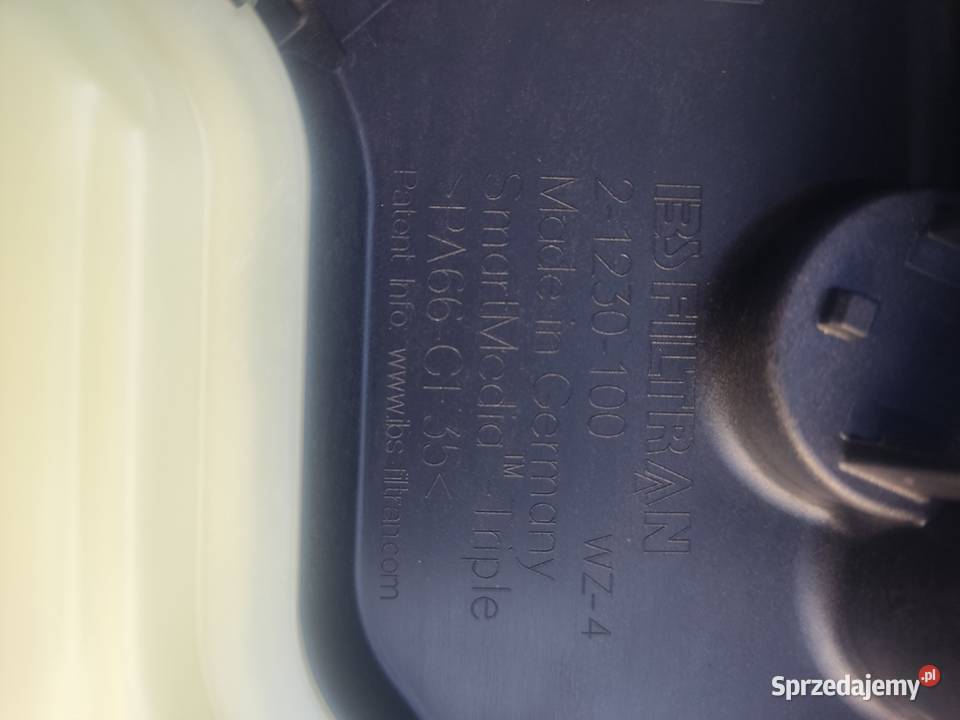 IBS FILTRAN
2-1230-100 WZ-4
Made in Germany
SmartMedia™ Triple
>PA66-GF35<
Patent Info: www.ibs-filtran.com
Sprzedajemy.pl